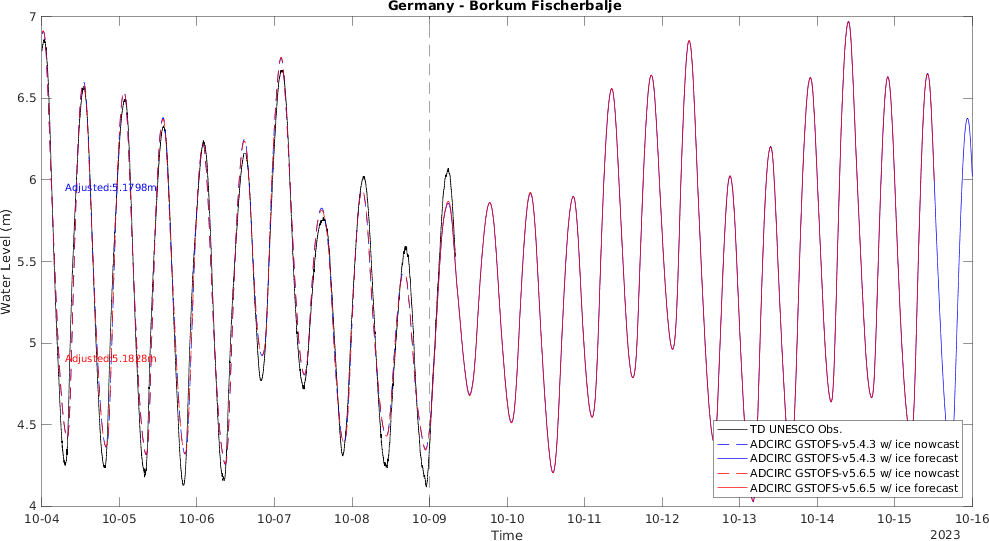 Germany - Borkum Fischerbalje
7
6.5
6
5.5
5
4.5
4
Water Level (m)
Adjusted:5.1798m
Adjusted:5.1828m
TD UNESCO Obs.
ADCIRC GSTOFS-v5.4.3 w/ ice nowcast
ADCIRC GSTOFS-v5.4.3 w/ ice forecast
ADCIRC GSTOFS-v5.6.5 w/ ice nowcast
ADCIRC GSTOFS-v5.6.5 w/ ice forecast
10-04 10-05 10-06 10-07 10-08 10-09 10-10 10-11 10-12 10-13 10-14 10-15 10-16
Time
2023